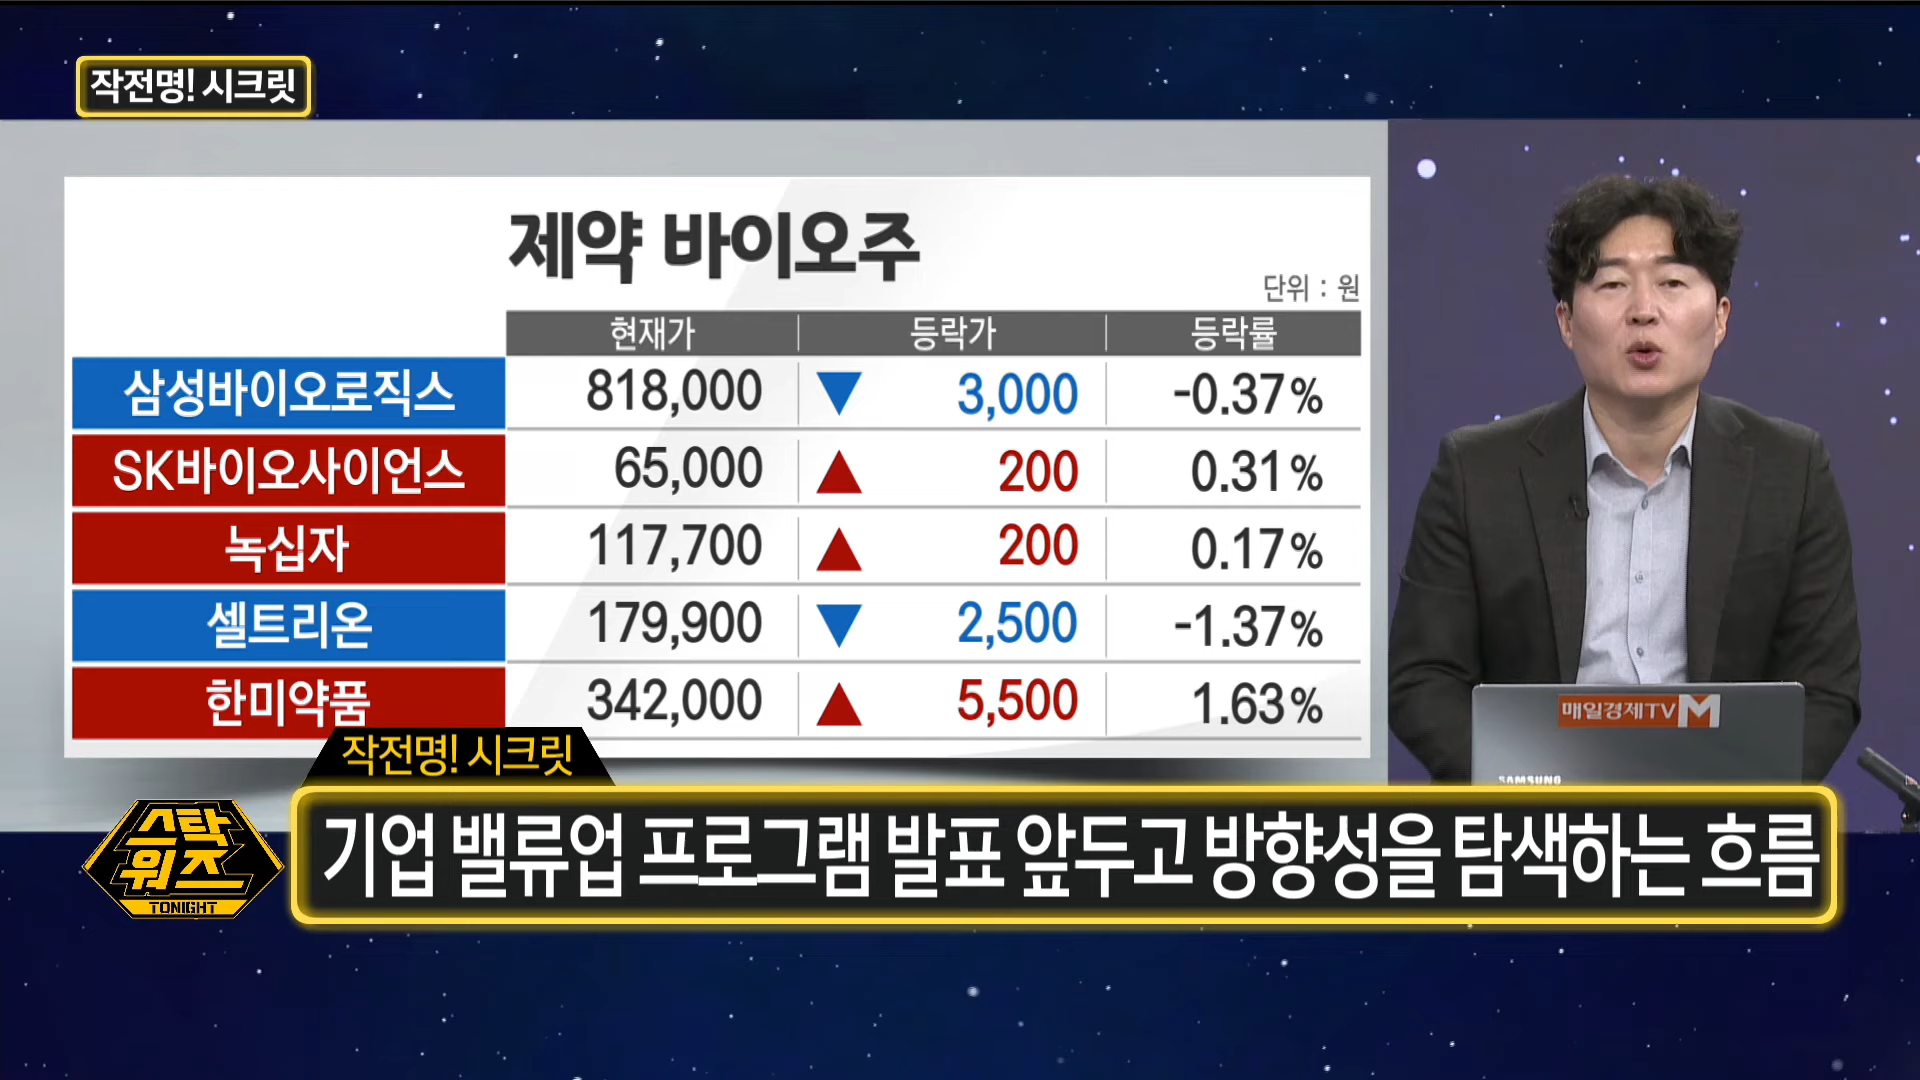 작전명! 시크릿
제약 바이오주
단위 : 원
현재가 등락가 등락률
삼성바이오로직스 818,000 ▼ 3,000 -0.37%
SK바이오사이언스 65,000 ▲ 200 0.31%
녹십자 117,700 ▲ 200 0.17%
셀트리온 179,900 ▼ 2,500 -1.37%
한미약품 342,000 ▲ 5,500 1.63%
매일경제TV M
SAMSUNG
작전명! 시크릿
스탁
워즈
TONIGHT
기업 밸류업 프로그램 발표 앞두고 방향성을 탐색하는 흐름